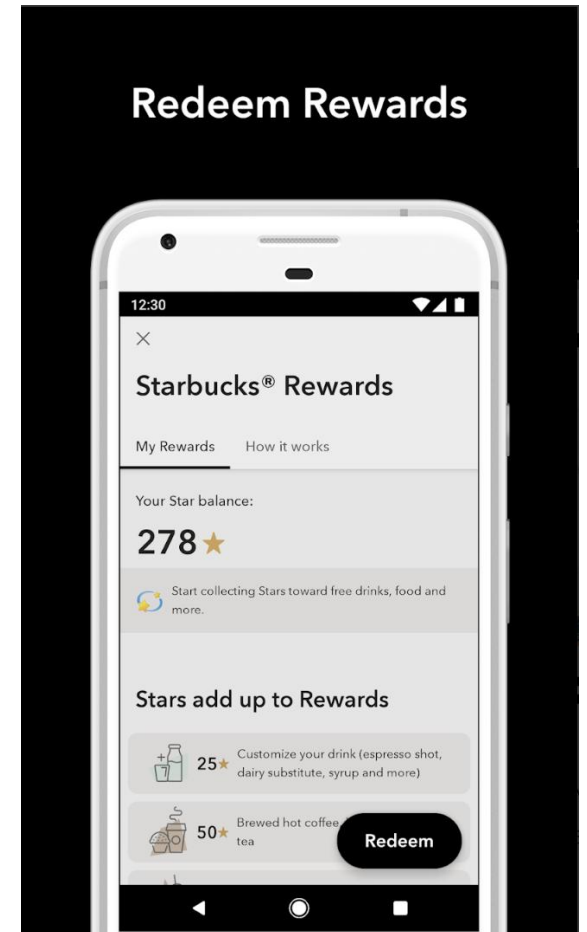 Redeem Rewards
12:30
Starbucks® Rewards
My Rewards How it works
Your Star balance:
278★
Start collecting Stars toward free drinks, food and
more.
Stars add up to Rewards
25★ Customize your drink (espresso shot,
dairy substitute, syrup and more)
50★ Brewed hot coffee,
tea
Redeem